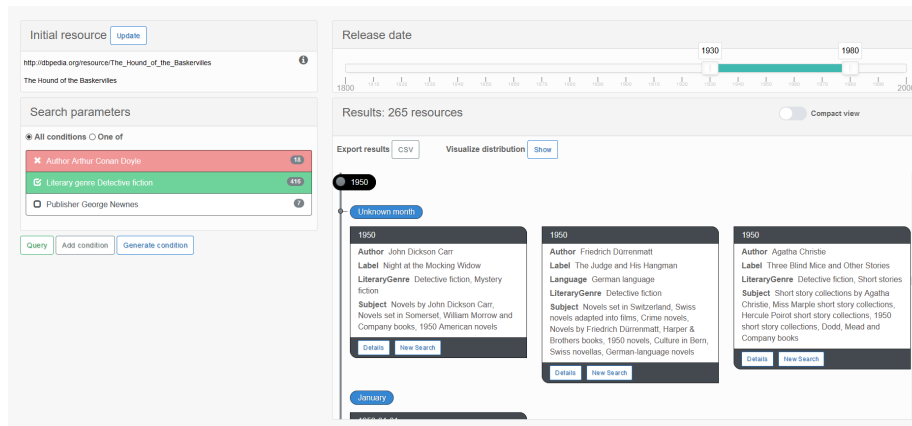 Initial resource Update
http://dbpedia.org/resource/The_Hound_of_the_Baskervilles
The Hound of the Baskervilles
Search parameters
All conditions One of
Author Arthur Conan Doyle 18
Literary genre Detective fiction 416
Publisher George Newnes 7
Query Add condition Generate condition
Release date
1930 1980
1800 2000
Results: 265 resources Compact view
Export results CSV Visualize distribution Show
1950
Unknown month
1950
Author John Dickson Carr
Label Night at the Mocking Widow
LiteraryGenre Detective fiction, Mystery
fiction
Subject Novels by John Dickson Carr,
Novels set in Somerset, William Morrow and
Company books, 1950 American novels
Details New Search
1950
Author Friedrich Dürrenmatt
Label The Judge and His Hangman
Language German language
LiteraryGenre Detective fiction
Subject Novels set in Switzerland, Swiss
novels adapted into films, Crime novels,
Novels by Friedrich Dürrenmatt, Harper &
Brothers books, 1950 novels, Culture in Bern,
Swiss novellas, German-language novels
Details New Search
1950
Author Agatha Christie
Label Three Blind Mice and Other Stories
LiteraryGenre Detective fiction, Short stories
Subject Short story collections by Agatha
Christie, Miss Marple short story collections,
Hercule Poirot short story collections, 1950
short story collections, Dodd, Mead and
Company books
Details New Search
January